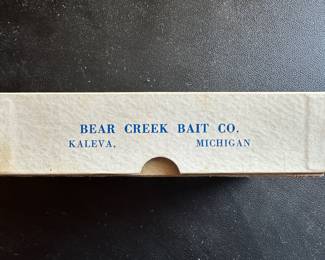 BEAR CREEK BAIT CO.
KALEVA, MICHIGAN